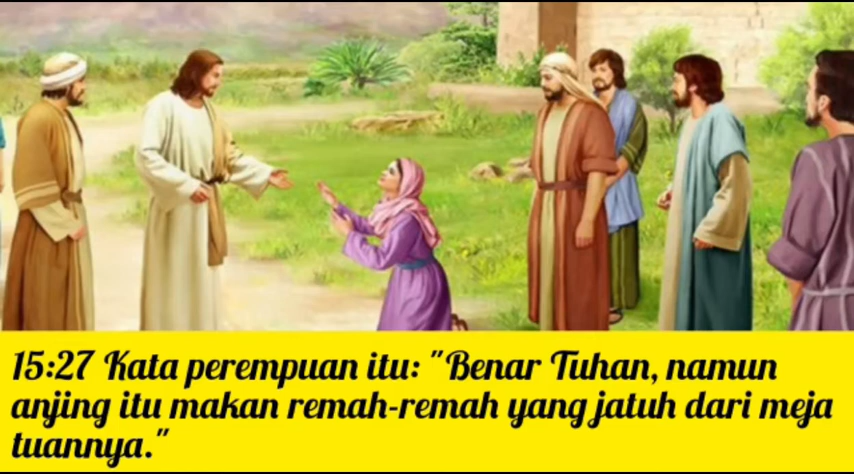 15:27 Kata perempuan itu: "Benar Tuhan, namun
anjing itu makan remah-remah yang jatuh dari meja
tuannya."